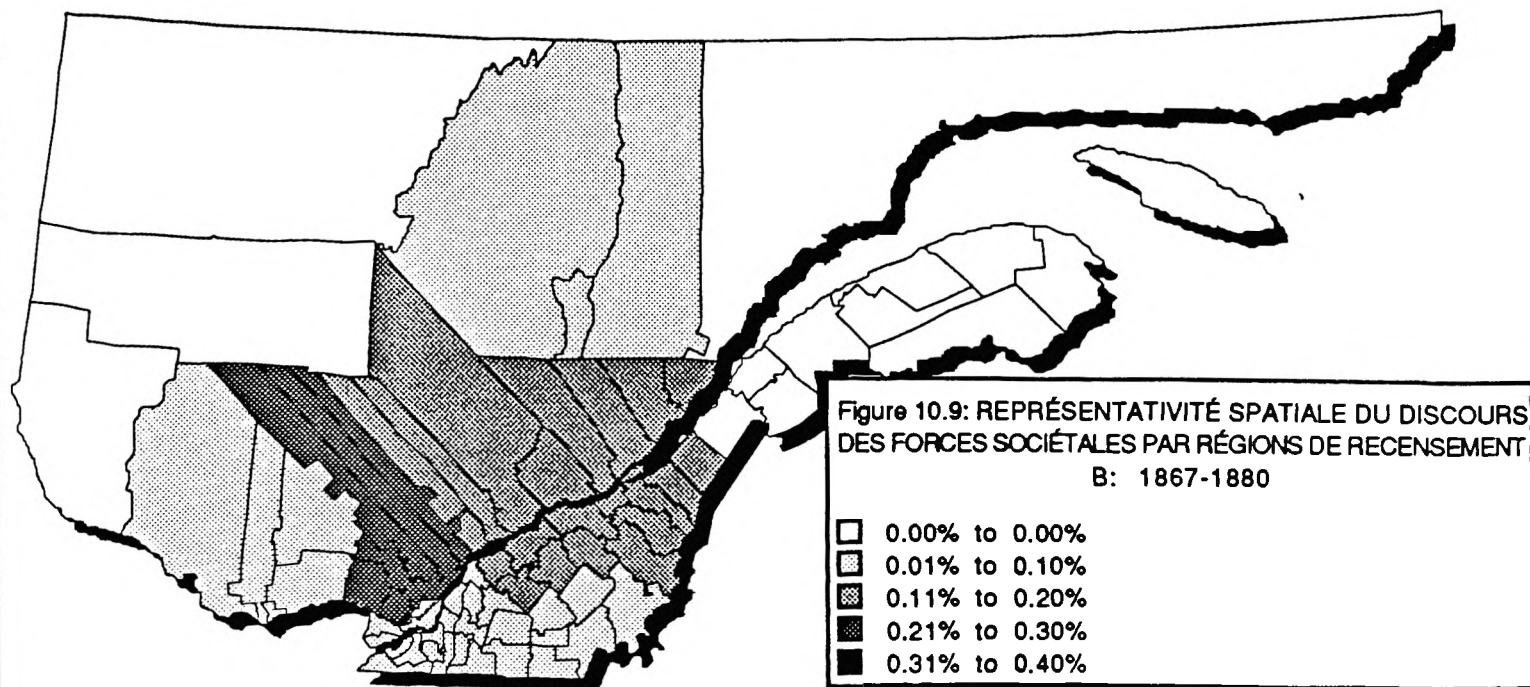 Figure 10.9: REPRÉSENTATIVITÉ SPATIALE DU DISCOURS
DES FORCES SOCIÉTALES PAR RÉGIONS DE RECENSEMENT
B: 1867-1880
0.00% to 0.00%
0.01% to 0.10%
0.11% to 0.20%
0.21% to 0.30%
0.31% to 0.40%